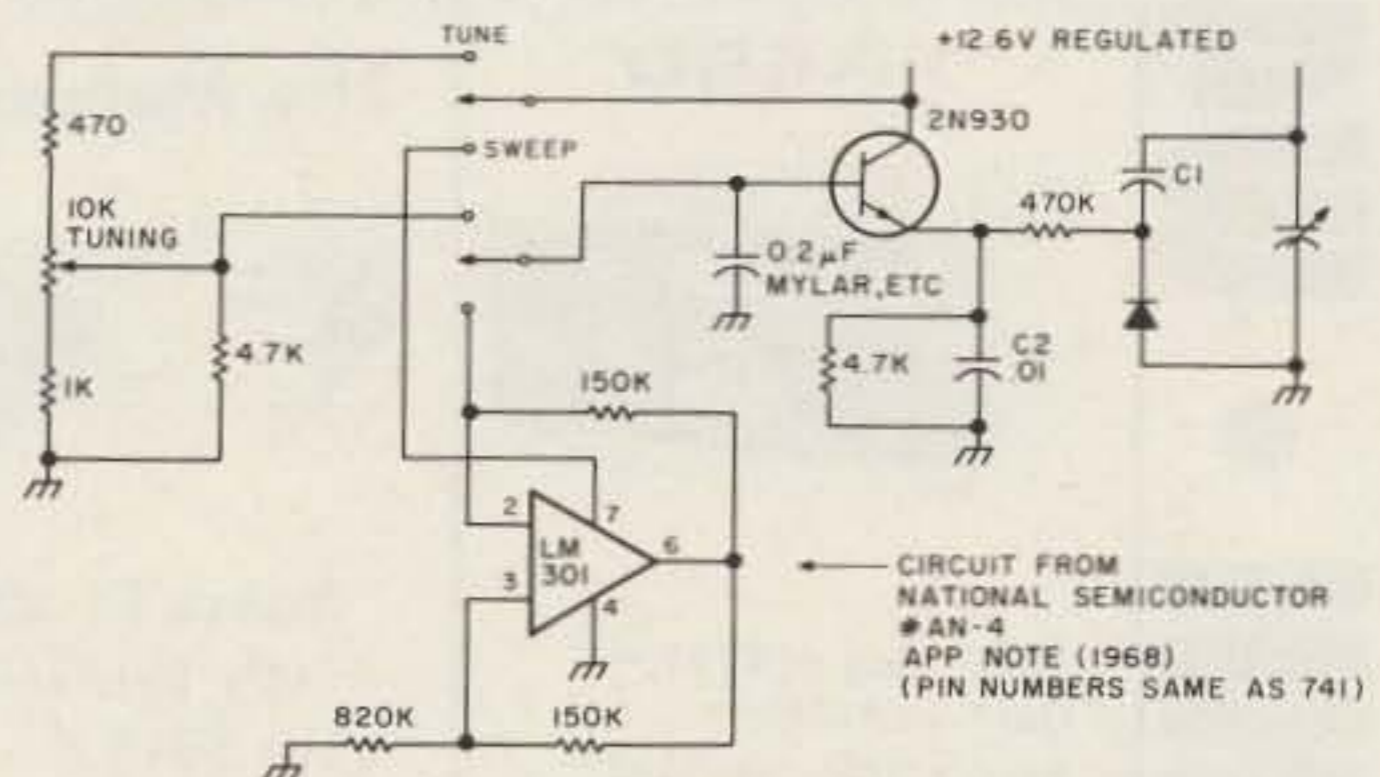 TUNE
+12.6V REGULATED
470
2N930
SWEEP
C1
10K
TUNING
470K
0.2µF
MYLAR,ETC
4.7K
C2
.01
4.7K
1K
150K
2
7
LM
301
6
3
4
CIRCUIT FROM
NATIONAL SEMICONDUCTOR
#AN-4
APP NOTE (1968)
(PIN NUMBERS SAME AS 741)
820K
150K